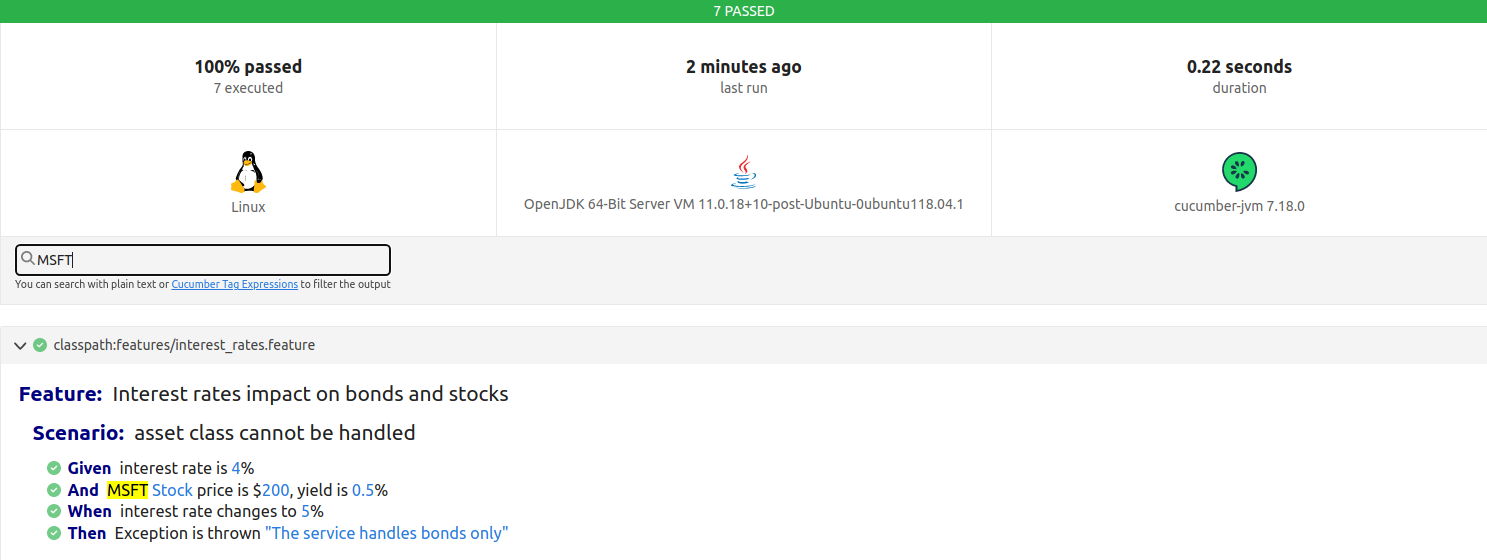 7 PASSED
100% passed
7 executed
2 minutes ago
last run
0.22 seconds
duration
Linux
OpenJDK 64-Bit Server VM 11.0.18+10-post-Ubuntu-0ubuntu118.04.1
cucumber-jvm 7.18.0
MSFT
You can search with plain text or Cucumber Tag Expressions to filter the output
classpath:features/interest_rates.feature
Feature: Interest rates impact on bonds and stocks
Scenario: asset class cannot be handled
Given interest rate is 4%
And MSFT Stock price is $200, yield is 0.5%
When interest rate changes to 5%
Then Exception is thrown "The service handles bonds only"